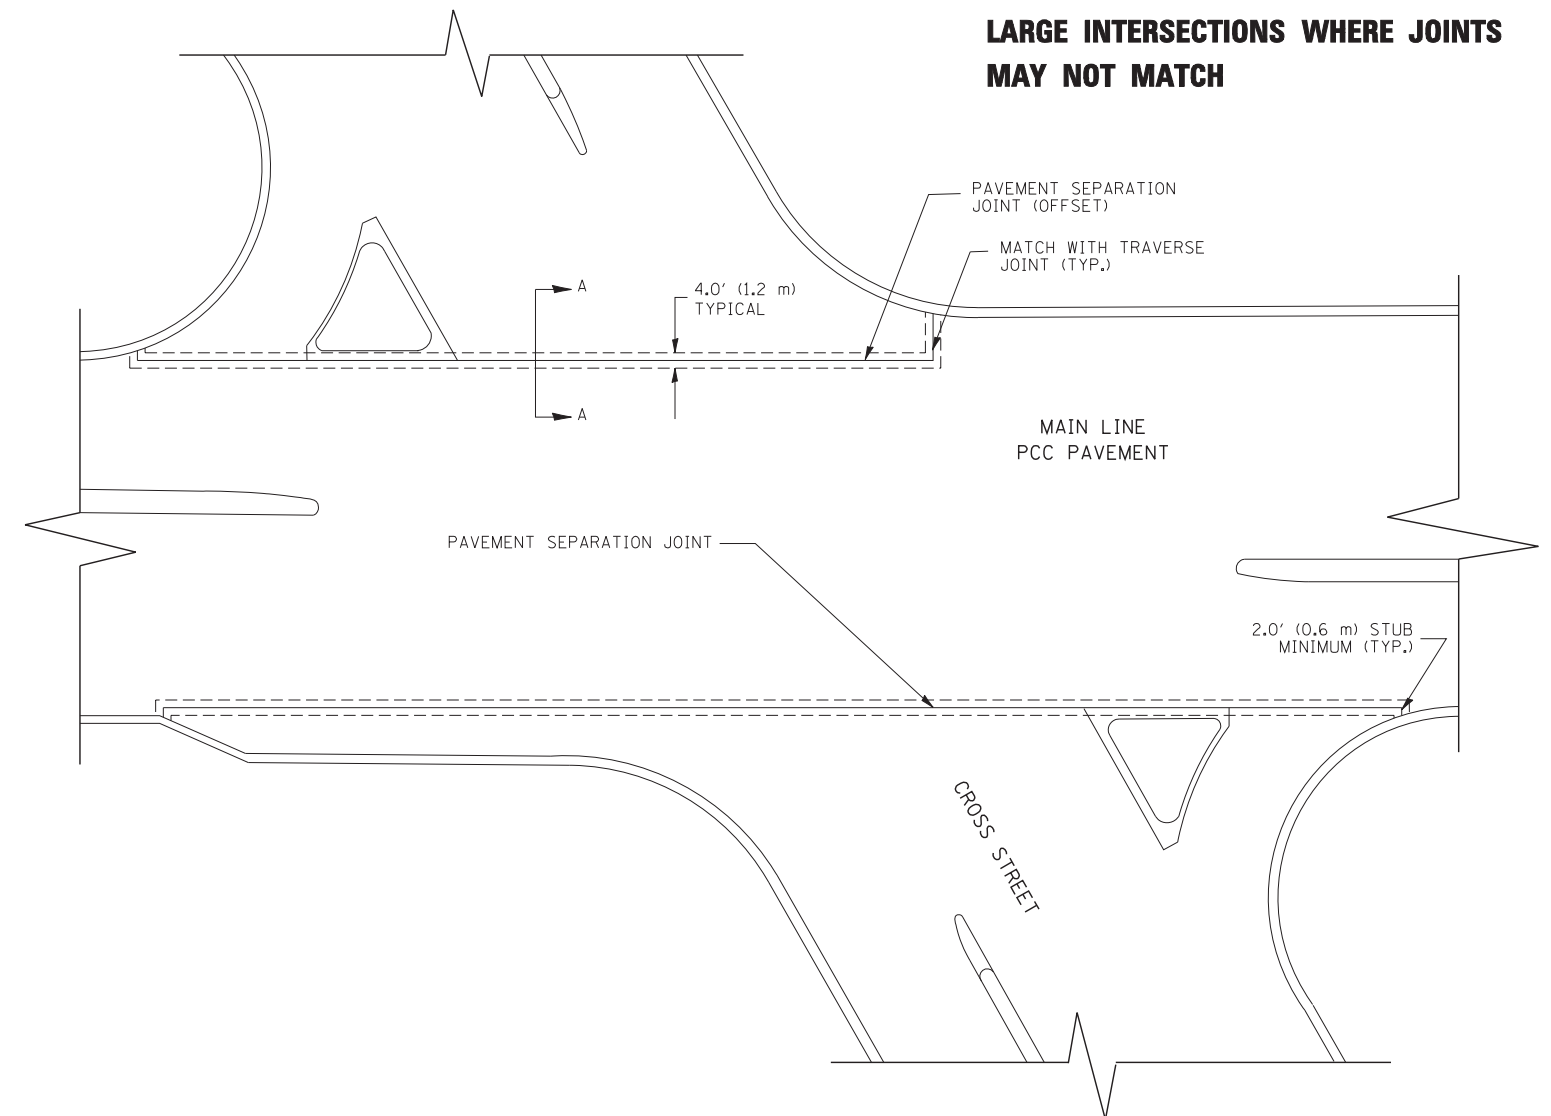 LARGE INTERSECTIONS WHERE JOINTS
MAY NOT MATCH
PAVEMENT SEPARATION
JOINT (OFFSET)
MATCH WITH TRAVERSE
JOINT (TYP.)
A
4.0' (1.2 m)
TYPICAL
A
MAIN LINE
PCC PAVEMENT
PAVEMENT SEPARATION JOINT
2.0' (0.6 m) STUB
MINIMUM (TYP.)
CROSS STREET